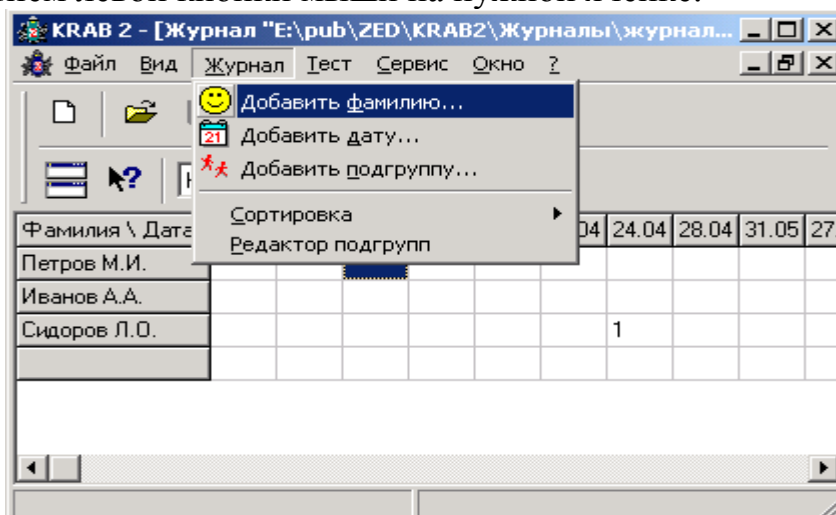 KRAB 2 - [Журнал "E:\pub\ZED\KRAB2\Журналы\журнал...
Файл Вид Журнал Тест Сервис Окно ?
Добавить фамилию...
21 Добавить дату...
Добавить подгруппу...
Сортировка
Редактор подгрупп
Фамилия \ Дата 04 24.04 28.04 31.05 27
Петров М.И.
Иванов А.А.
Сидоров Л.О. 1